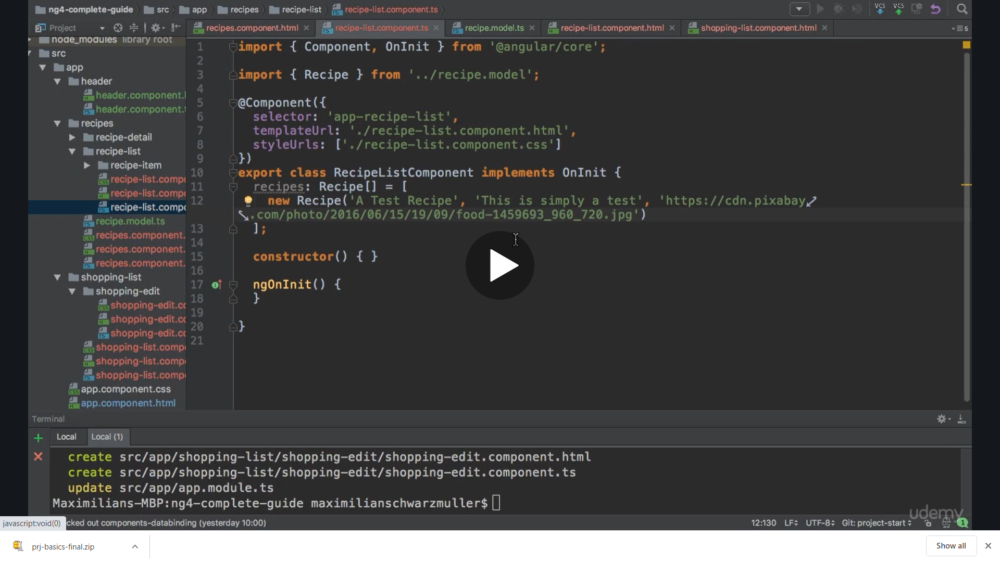 ng4-complete-guide src app recipes recipe-list recipe-list.component.ts
VCS VCS
Project
recipes.component.html recipe-list.component.ts recipe.model.ts recipe-list.component.html shopping-list.component.html 5
node_modules library root
src
app
header
header.component.
header.component.
recipes
recipe-detail
recipe-list
recipe-item
recipe-list.comp
recipe-list.comp
recipe-list.comp
recipe.model.ts
recipes.component.
recipes.component.
recipes.component.
shopping-list
shopping-edit
shopping-edit.c
shopping-edit.c
shopping-edit.c
shopping-list.comp
shopping-list.comp
shopping-list.comp
app.component.css
app.component.html
1 import { Component, OnInit } from '@angular/core';
2
3 import { Recipe } from '../recipe.model';
4
5 @Component({
6 selector: 'app-recipe-list',
7 templateUrl: './recipe-list.component.html',
8 styleUrls: ['./recipe-list.component.css']
9 })
10 export class RecipeListComponent implements OnInit {
11 recipes: Recipe[] = [
12 new Recipe('A Test Recipe', 'This is simply a test', 'https://cdn.pixabay
.com/photo/2016/06/15/19/09/food-1459693_960_720.jpg')
13 ];
14
15 constructor() { }
16
17 ngOnInit() {
18 }
19
20 }
21
Terminal
Local Local (1)
create src/app/shopping-list/shopping-edit/shopping-edit.component.html
create src/app/shopping-list/shopping-edit/shopping-edit.component.ts
update src/app/app.module.ts
Maximilians-MBP:ng4-complete-guide maximilianschwarzmuller$
udemy
javascript:void(0) cked out components-databinding (yesterday 10:00) 12:130 LF UTF-8 Git: project-start 1
prj-basics-final.zip Show all